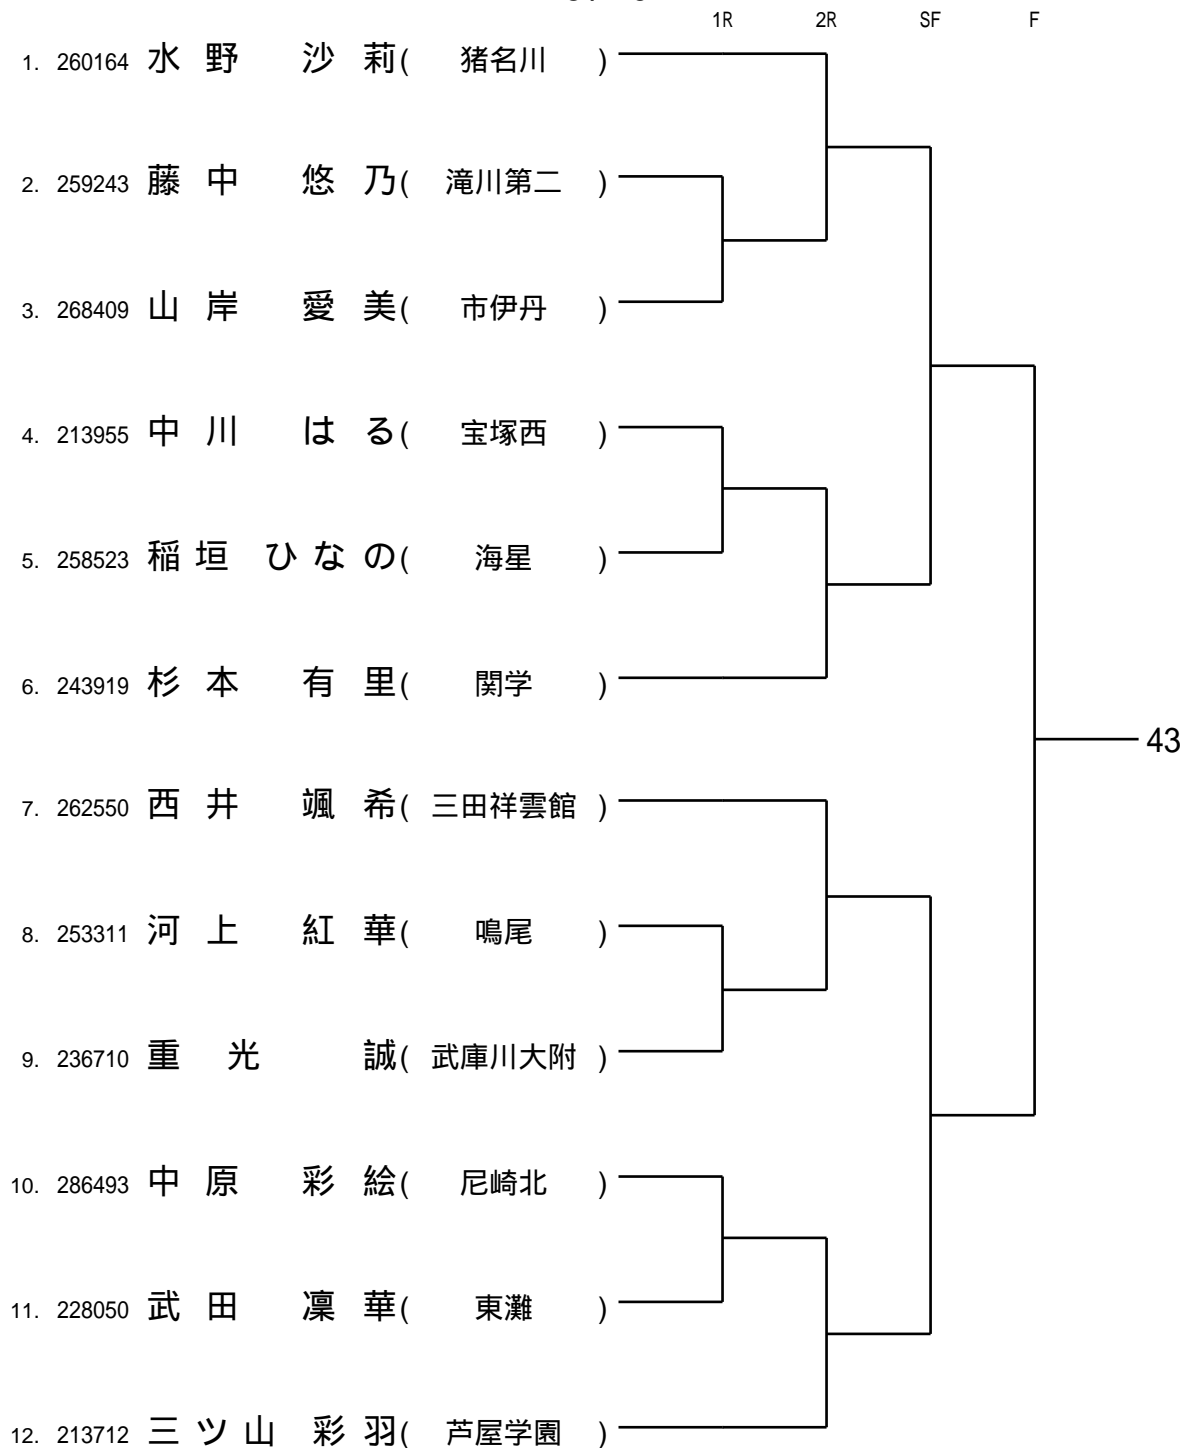 1R 2R SF F
1. 260164 水 野 沙 莉( 猪名川 )
2. 259243 藤 中 悠 乃( 滝川第二 )
3. 268409 山 岸 愛 美( 市伊丹 )
4. 213955 中 川 は る( 宝塚西 )
5. 258523 稲 垣 ひ な の( 海星 )
6. 243919 杉 本 有 里( 関学 )
43
7. 262550 西 井 颯 希( 三田祥雲館 )
8. 253311 河 上 紅 華( 鳴尾 )
9. 236710 重 光 誠( 武庫川大附 )
10. 286493 中 原 彩 絵( 尼崎北 )
11. 228050 武 田 凜 華( 東灘 )
12. 213712 三 ツ 山 彩 羽( 芦屋学園 )